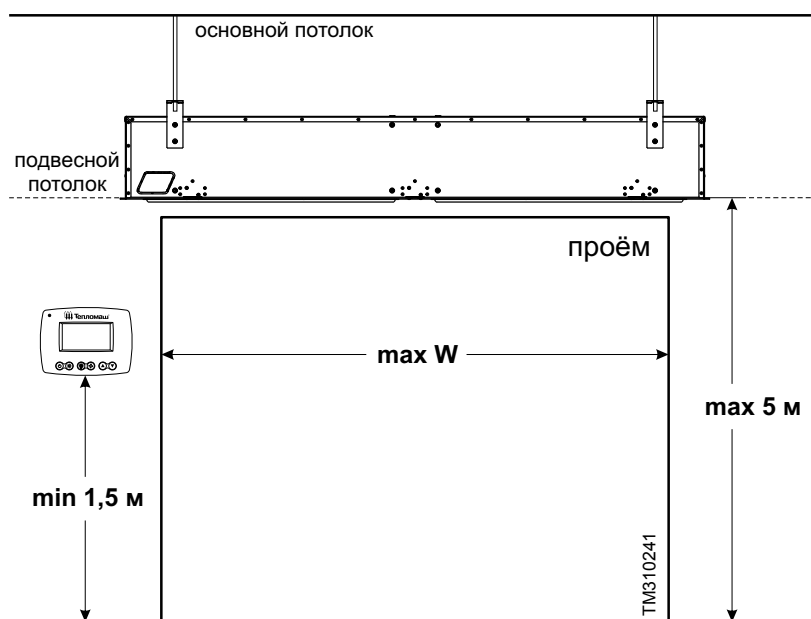 основной потолок
подвесной
потолок
проём
Тепломаш
max W
max 5 м
min 1,5 м
TM310241